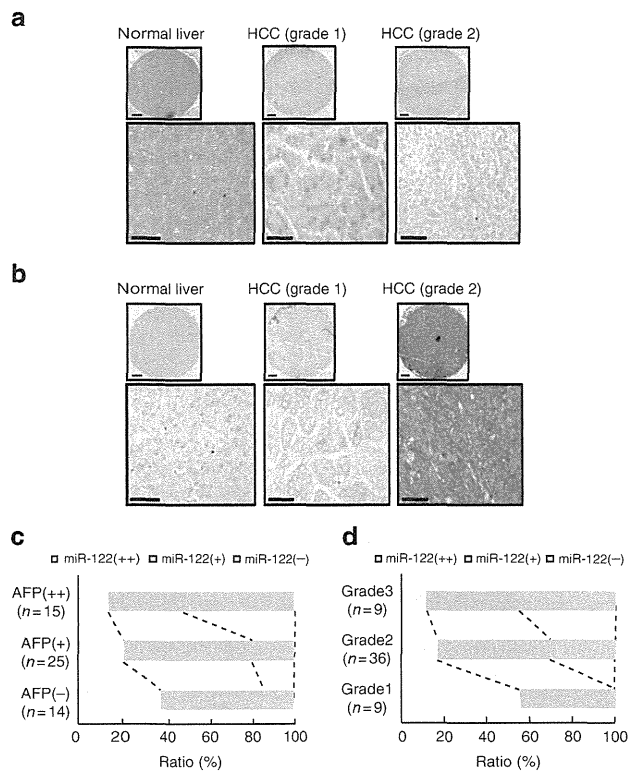 a
Normal liver HCC (grade 1) HCC (grade 2)
b
Normal liver HCC (grade 1) HCC (grade 2)
c
miR-122(++) miR-122(+) miR-122(–)
AFP(++)
(n=15)
AFP(+)
(n=25)
AFP(–)
(n=14)
0 20 40 60 80 100
Ratio (%)
d
miR-122(++) miR-122(+) miR-122(–)
Grade3
(n=9)
Grade2
(n=36)
Grade1
(n=9)
0 20 40 60 80 100
Ratio (%)